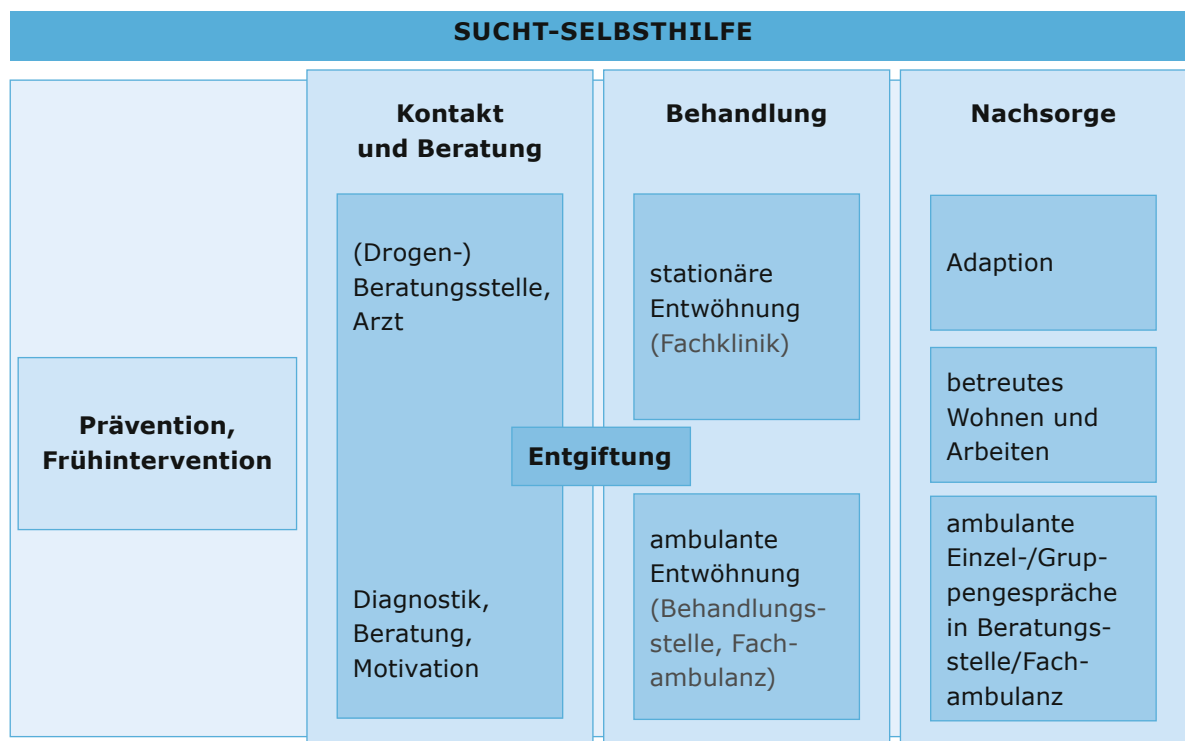 SUCHT-SELBSTHILFE
Prävention,
Frühintervention
Kontakt
und Beratung
(Drogen-)
Beratungsstelle,
Arzt
Diagnostik,
Beratung,
Motivation
Entgiftung
Behandlung
stationäre
Entwöhnung
(Fachklinik)
ambulante
Entwöhnung
(Behandlungs-
stelle, Fach-
ambulanz)
Nachsorge
Adaption
betreutes
Wohnen und
Arbeiten
ambulante
Einzel-/Grup-
pengespräche
in Beratungs-
stelle/Fach-
ambulanz